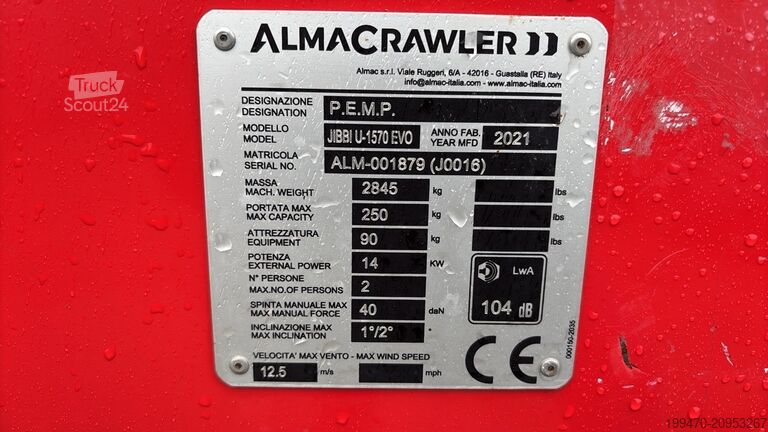 ALMACRAWLER
Almac s.r.l. Viale Ruggeri, 6/A - 42016 - Guastalla (RE) Italy
info@almac-italia.com - www.almac-italia.com
Truck
Scout24
DESIGNAZIONE
DESIGNATION
P.E.M.P.
MODELLO
MODEL
JIBBI U-1570 EVO
ANNO FAB.
YEAR MFD
2021
MATRICOLA
SERIAL NO.
ALM-001879 (J0016)
MASSA
MACH. WEIGHT
2845 kg lbs
PORTATA MAX
MAX CAPACITY
250 kg lbs
ATTREZZATURA
EQUIPMENT
90 kg lbs
POTENZA
EXTERNAL POWER
14 KW
N° PERSONE
MAX.NO.OF PERSONS
2
SPINTA MANUALE MAX
MAX MANUAL FORCE
40 daN
INCLINAZIONE MAX
MAX INCLINATION
1°/2°
LwA
104 dB
VELOCITA' MAX VENTO - MAX WIND SPEED
12.5 m/s mph
CE
000150-2035
199470-20953267